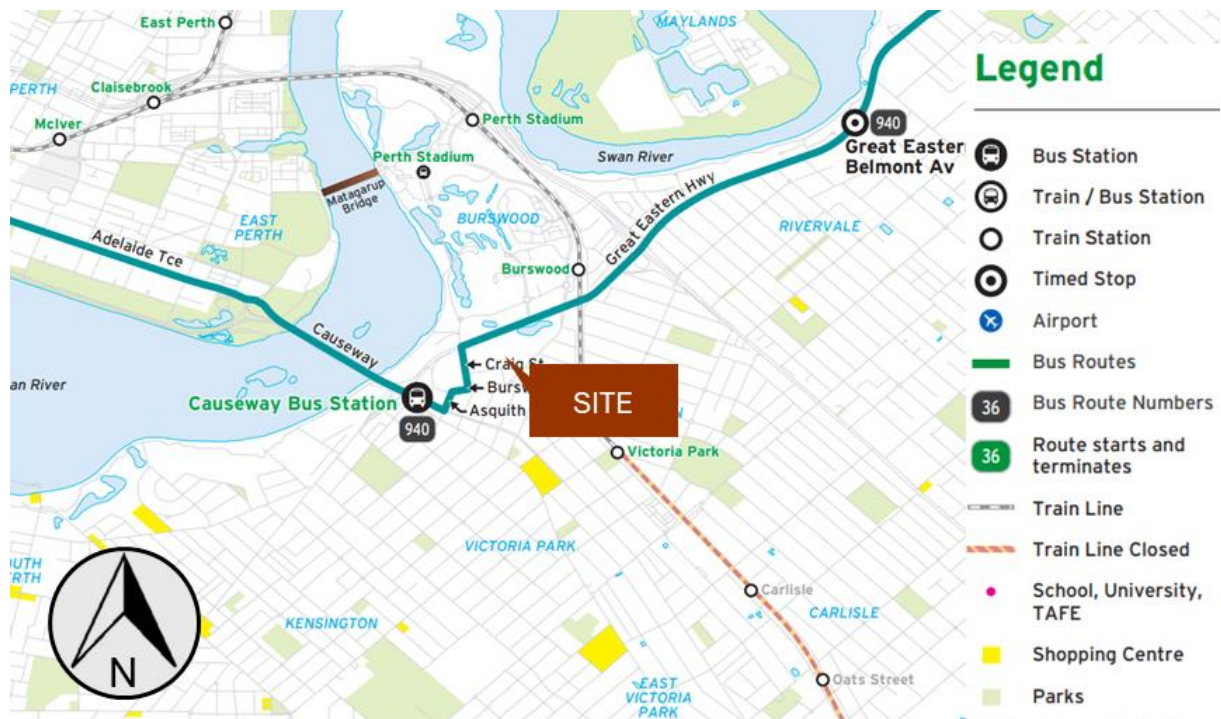 East Perth
Claisebrook
PERTH
McIver
MAYLANDS
Perth Stadium
Perth Stadium
940
Great Easter
Belmont Av
Swan River
Matagarup
Bridge
EAST
PERTH
BURSWOOD
Great Eastern Hwy
RIVERVALE
Adelaide Tce
Burswood
Causeway
an River
Craig St
Bursw
Causeway Bus Station
Asquith
SITE
940
Victoria Park
VICTORIA PARK
UTH
RTH
Carlisle
CARLISLE
KENSINGTON
N
Oats Street
EAST
VICTORIA
PARK
Legend
Bus Station
Train / Bus Station
Train Station
Timed Stop
Airport
Bus Routes
36 Bus Route Numbers
36 Route starts and
terminates
Train Line
Train Line Closed
School, University,
TAFE
Shopping Centre
Parks